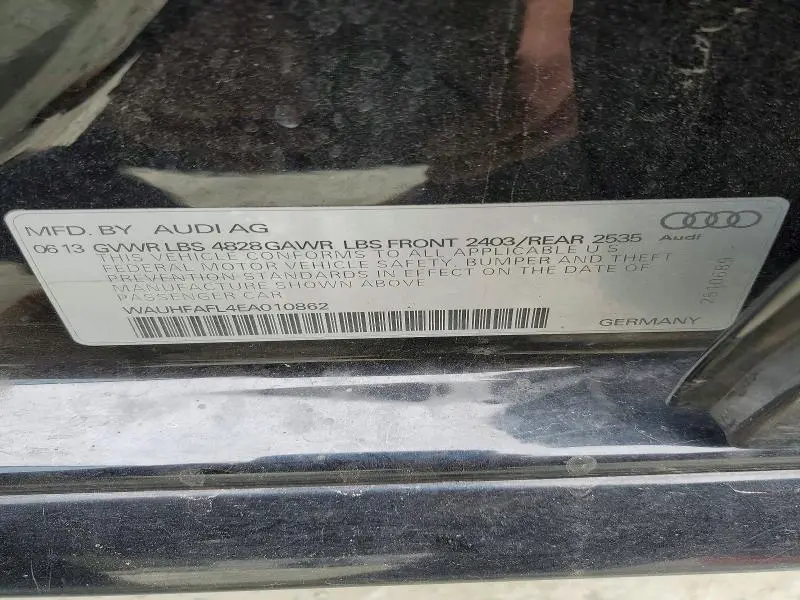 MFD. BY AUDI AG
06 13 GVWR LBS 4828 GAWR LBS FRONT 2403/REAR 2535
THIS VEHICLE CONFORMS TO ALL APPLICABLE U.S.
FEDERAL MOTOR VEHICLE SAFETY, BUMPER AND THEFT
PREVENTION STANDARDS IN EFFECT ON THE DATE OF
MANUFACTURE SHOWN ABOVE
PASSENGER CAR
WAUHFAFL4EA010862
Audi
GERMANY